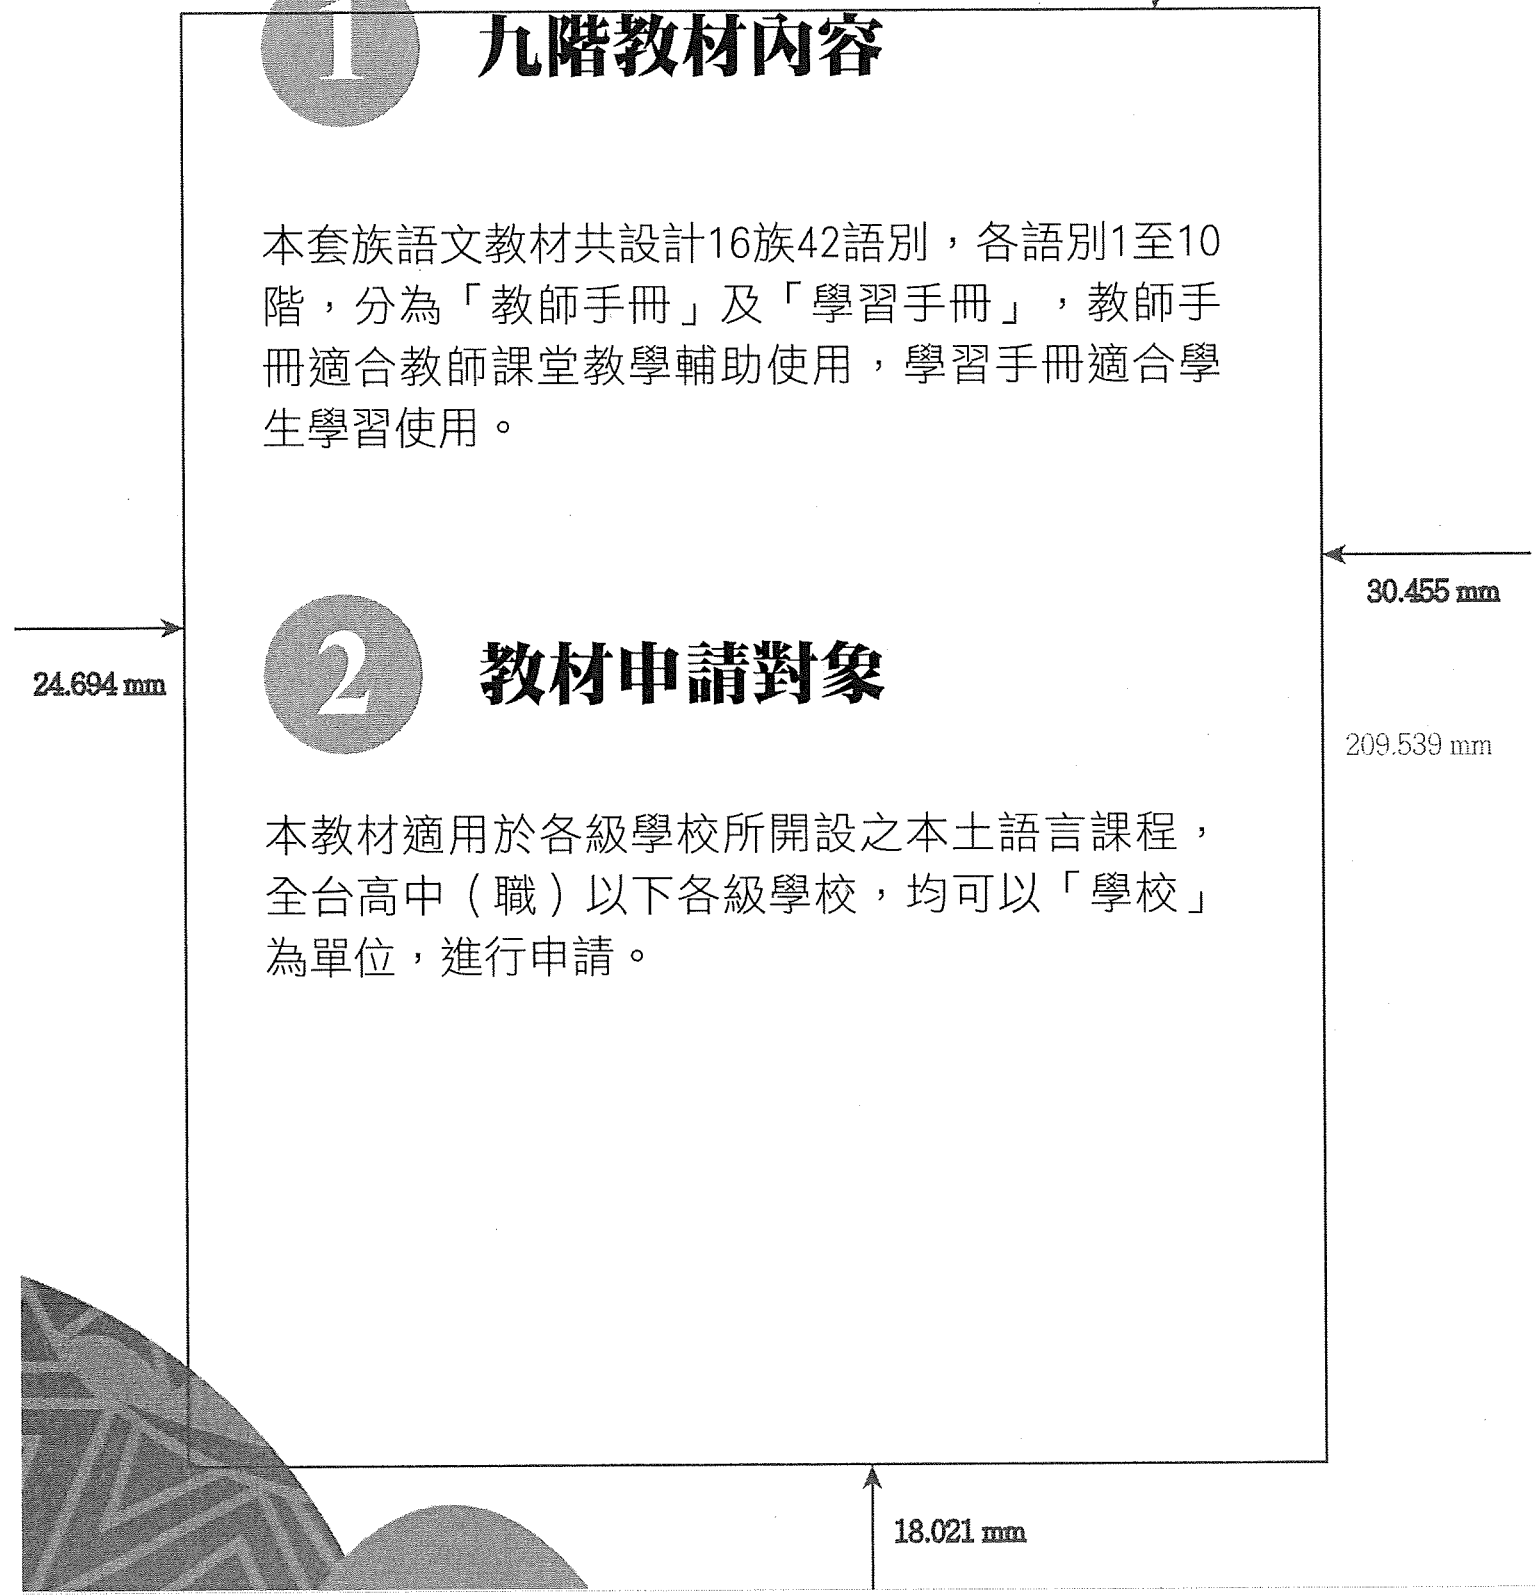 1 九階教材內容
本套族語文教材共設計16族42語別，各語別1至10
階，分為「教師手冊」及「學習手冊」，教師手
冊適合教師課堂教學輔助使用，學習手冊適合學
生學習使用。
30.455 mm
24.694 mm
2 教材申請對象
209.539 mm
本教材適用於各級學校所開設之本土語言課程，
全台高中（職）以下各級學校，均可以「學校」
為單位，進行申請。
18.021 mm